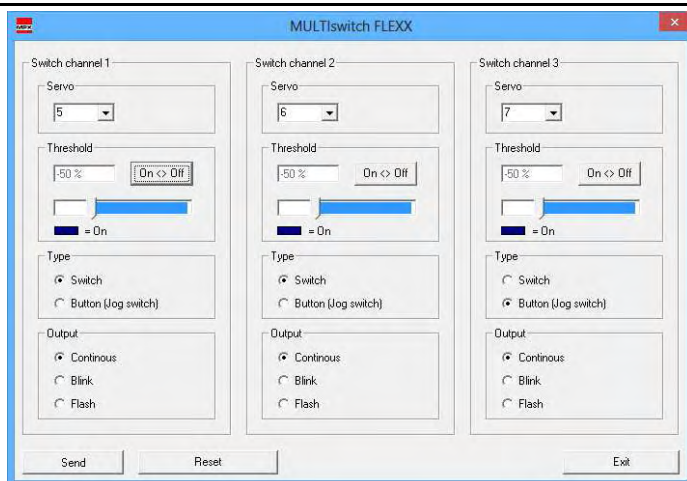 MPX
MULTIswitch FLEXX
Switch channel 1
Servo
5
Threshold
-50 %
On <> Off
= On
Type
Switch
Button (Jog switch)
Output
Continous
Blink
Flash
Switch channel 2
Servo
6
Threshold
-50 %
On <> Off
= On
Type
Switch
Button (Jog switch)
Output
Continous
Blink
Flash
Switch channel 3
Servo
7
Threshold
-50 %
On <> Off
= On
Type
Switch
Button (Jog switch)
Output
Continous
Blink
Flash
Send
Reset
Exit